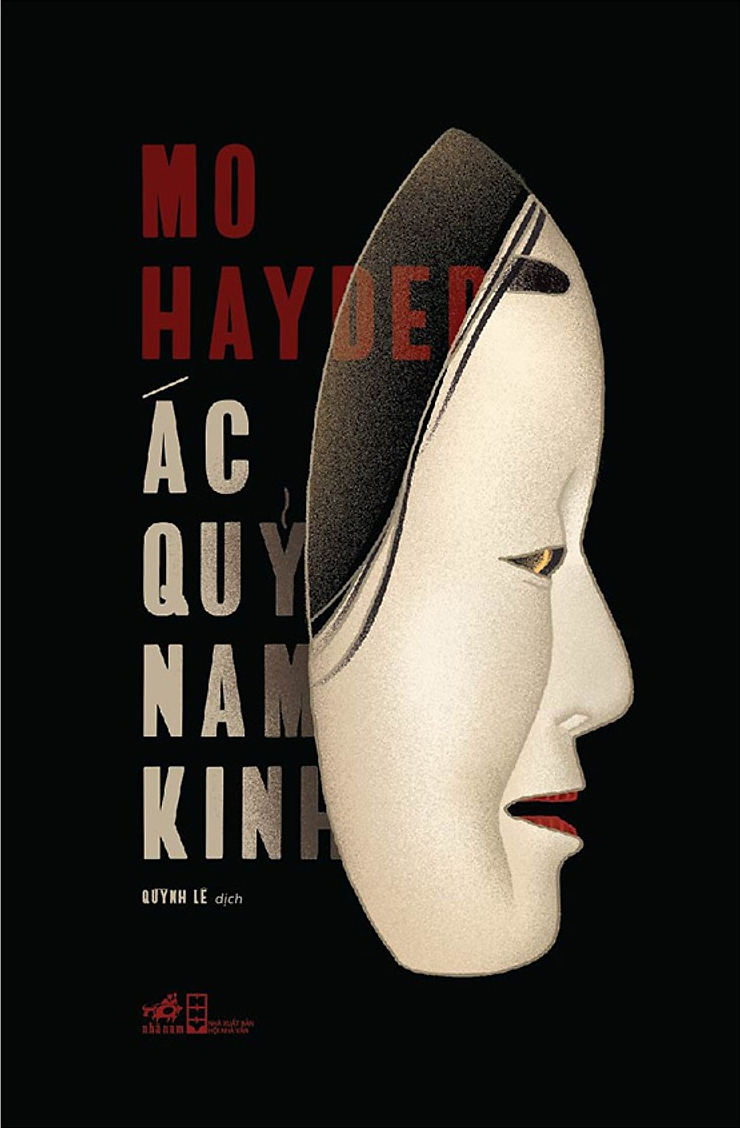 MO
HAYDER
ÁC
QUỶ
NAM
KINH
QUỲNH LÊ dịch
nhã nam
NHÀ XUẤT BẢN
HỘI NHÀ VĂN